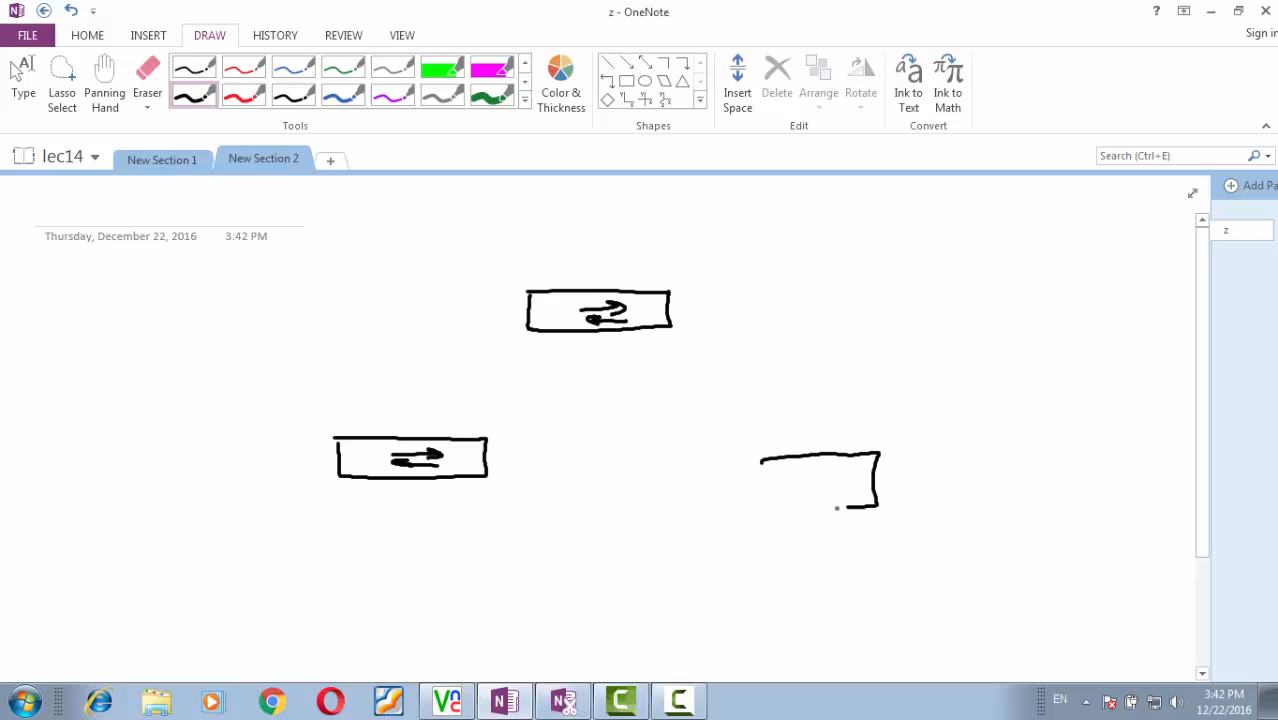 z - OneNote
?
Sign in
FILE
HOME
INSERT
DRAW
HISTORY
REVIEW
VIEW
Type
Lasso
Select
Panning
Hand
Eraser
Color &
Thickness
Insert
Space
Delete
Arrange
Rotate
Ink to
Text
Ink to
Math
Tools
Shapes
Edit
Convert
lec14
New Section 1
New Section 2
Search (Ctrl+E)
Add Pa
Thursday, December 22, 2016 3:42 PM
z
EN
3:42 PM
12/22/2016